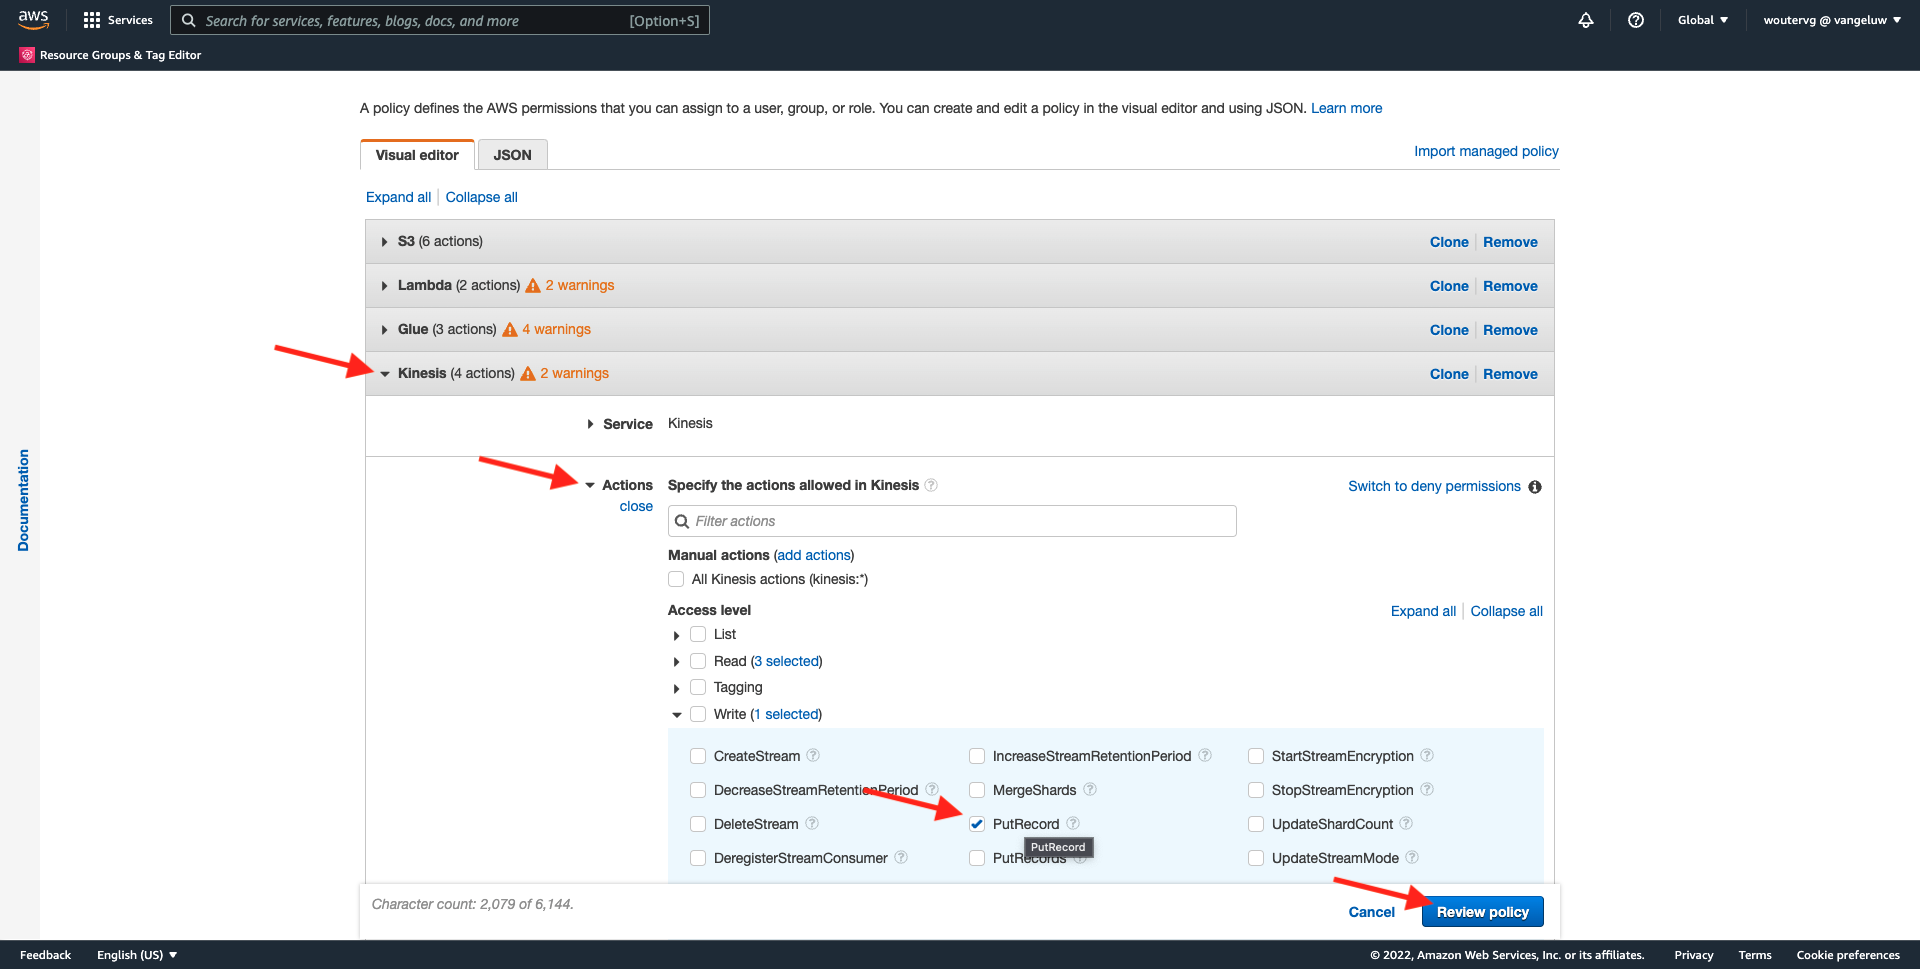 aws
Services
Search for services, features, blogs, docs, and more
[Option+S]
Global
woutervg @ vangeluw
Resource Groups & Tag Editor
A policy defines the AWS permissions that you can assign to a user, group, or role. You can create and edit a policy in the visual editor and using JSON. Learn more
Visual editor
JSON
Import managed policy
Expand all
Collapse all
S3 (6 actions)
Clone
Remove
Lambda (2 actions) 2 warnings
Clone
Remove
Glue (3 actions) 4 warnings
Clone
Remove
Kinesis (4 actions) 2 warnings
Clone
Remove
Service
Kinesis
Documentation
Actions
close
Specify the actions allowed in Kinesis
Switch to deny permissions
Filter actions
Manual actions (add actions)
All Kinesis actions (kinesis:*)
Access level
Expand all
Collapse all
List
Read (3 selected)
Tagging
Write (1 selected)
CreateStream
IncreaseStreamRetentionPeriod
StartStreamEncryption
DecreaseStreamRetentionPeriod
MergeShards
StopStreamEncryption
DeleteStream
PutRecord
UpdateShardCount
PutRecord
DeregisterStreamConsumer
PutRecords
UpdateStreamMode
Character count: 2,079 of 6,144.
Cancel
Review policy
Feedback
English (US)
© 2022, Amazon Web Services, Inc. or its affiliates.
Privacy
Terms
Cookie preferences